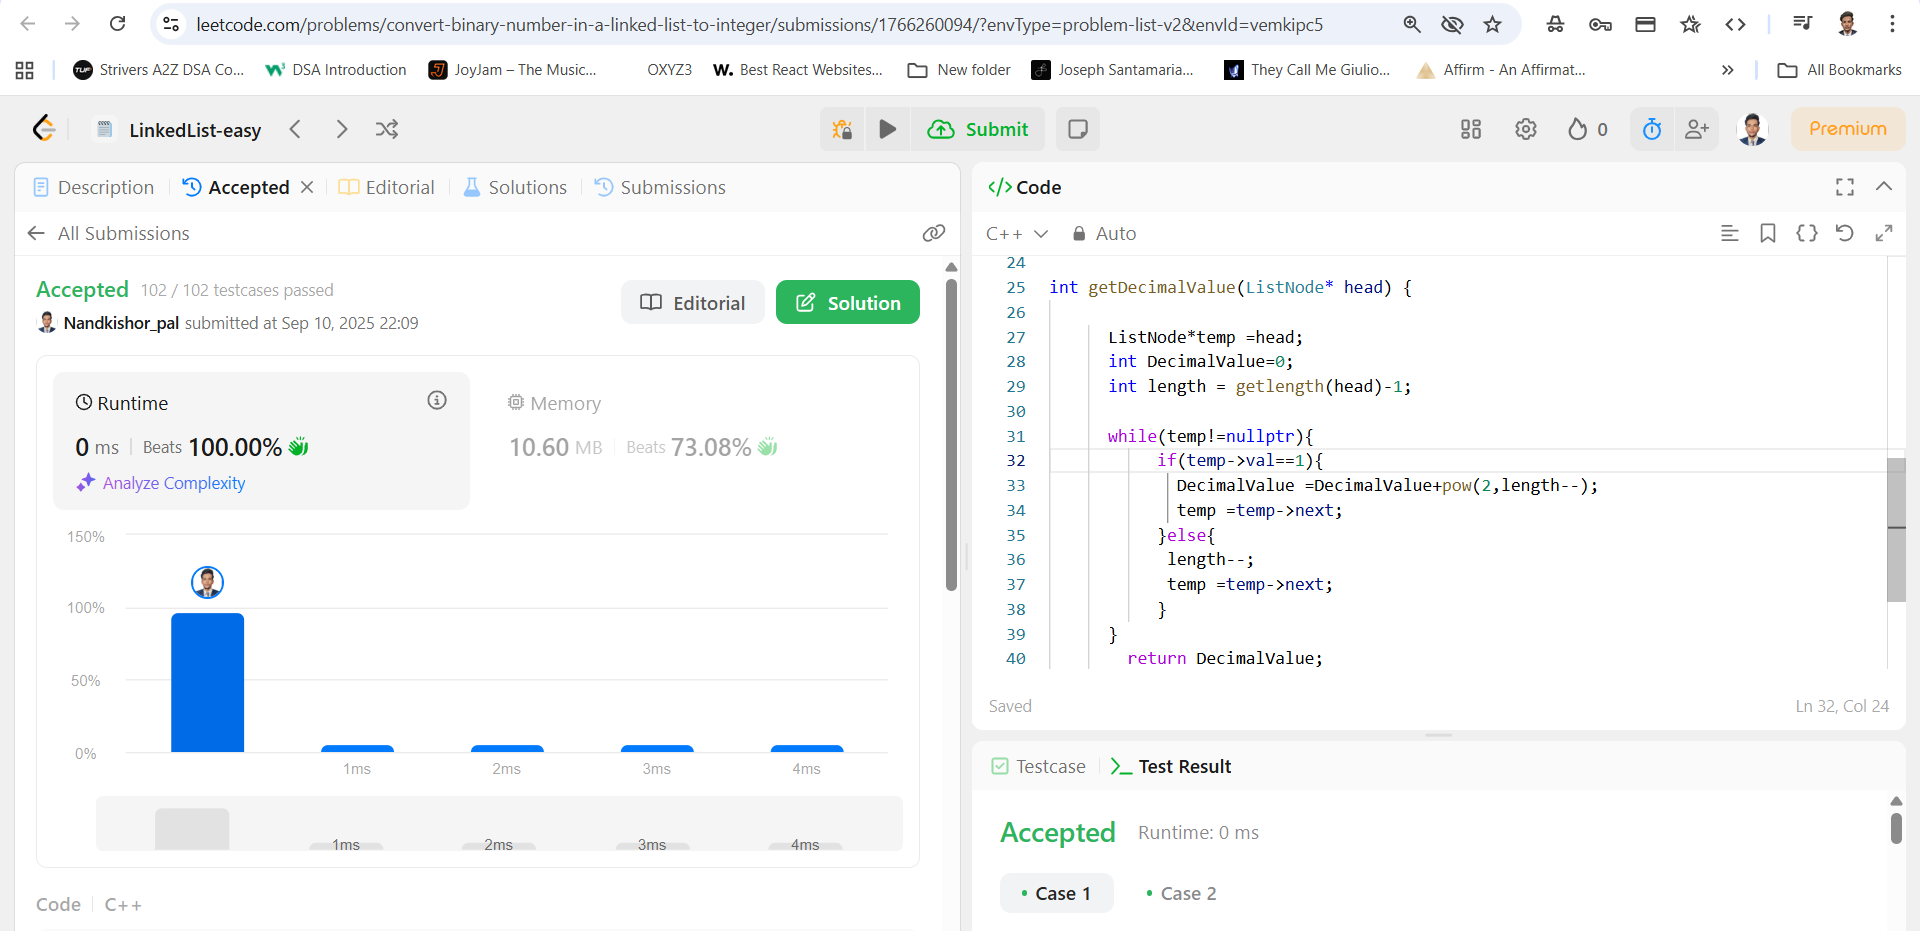 leetcode.com/problems/convert-binary-number-in-a-linked-list-to-integer/submissions/1766260094/?envType=problem-list-v2&envId=vemkipc5
TUF Strivers A2Z DSA Co... W3 DSA Introduction JoyJam – The Music... OXYZ3 W. Best React Websites... New folder Joseph Santamaria... They Call Me Giulio... Affirm - An Affirmat... » All Bookmarks
LinkedList-easy Submit 0 Premium
Description Accepted Editorial Solutions Submissions
All Submissions
Accepted 102 / 102 testcases passed
Nandkishor_pal submitted at Sep 10, 2025 22:09
Editorial Solution
Runtime
0 ms Beats 100.00%
Analyze Complexity
Memory
10.60 MB Beats 73.08%
150%
100%
50%
0%
1ms 2ms 3ms 4ms
1ms 2ms 3ms 4ms
Code C++
</> Code
C++ Auto
24
25 int getDecimalValue(ListNode* head) {
26
27 ListNode*temp =head;
28 int DecimalValue=0;
29 int length = getlength(head)-1;
30
31 while(temp!=nullptr){
32 if(temp->val==1){
33 DecimalValue =DecimalValue+pow(2,length--);
34 temp =temp->next;
35 }else{
36 length--;
37 temp =temp->next;
38 }
39 }
40 return DecimalValue;
Saved Ln 32, Col 24
Testcase Test Result
Accepted Runtime: 0 ms
Case 1 Case 2